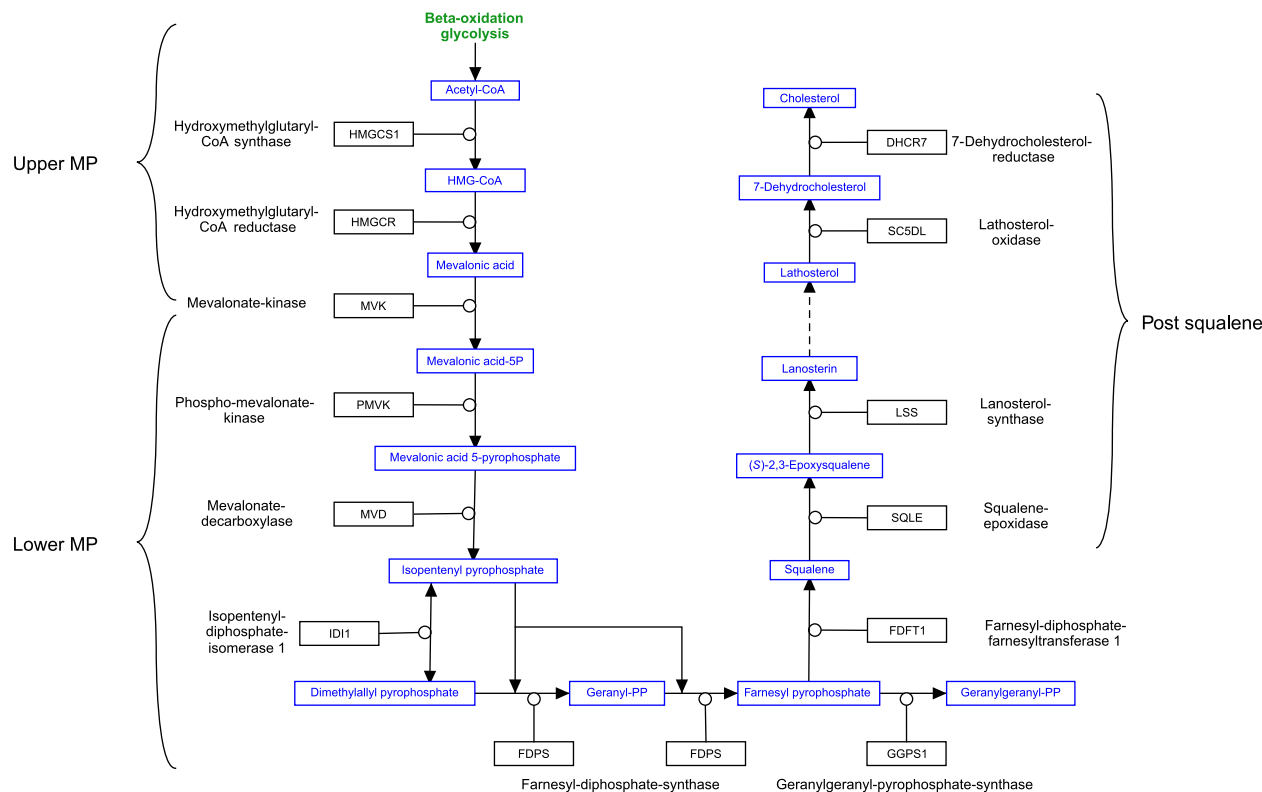 Beta-oxidation
glycolysis
Acetyl-CoA
Hydroxymethylglutaryl-
CoA synthase
HMGCS1
Upper MP
HMG-CoA
Hydroxymethylglutaryl-
CoA reductase
HMGCR
Mevalonic acid
Mevalonate-kinase
MVK
Mevalonic acid-5P
Phospho-mevalonate-
kinase
PMVK
Mevalonic acid 5-pyrophosphate
Mevalonate-
decarboxylase
MVD
Lower MP
Isopentenyl pyrophosphate
Isopentenyl-
diphosphate-
isomerase 1
IDI1
Dimethylallyl pyrophosphate
Geranyl-PP
Farnesyl pyrophosphate
Geranylgeranyl-PP
FDPS
FDPS
GGPS1
Farnesyl-diphosphate-synthase
Geranylgeranyl-pyrophosphate-synthase
Cholesterol
DHCR7
7-Dehydrocholesterol-
reductase
7-Dehydrocholesterol
SC5DL
Lathosterol-
oxidase
Lathosterol
Post squalene
Lanosterin
LSS
Lanosterol-
synthase
(S)-2,3-Epoxysqualene
SQLE
Squalene-
epoxidase
Squalene
FDFT1
Farnesyl-diphosphate-
farnesyltransferase 1